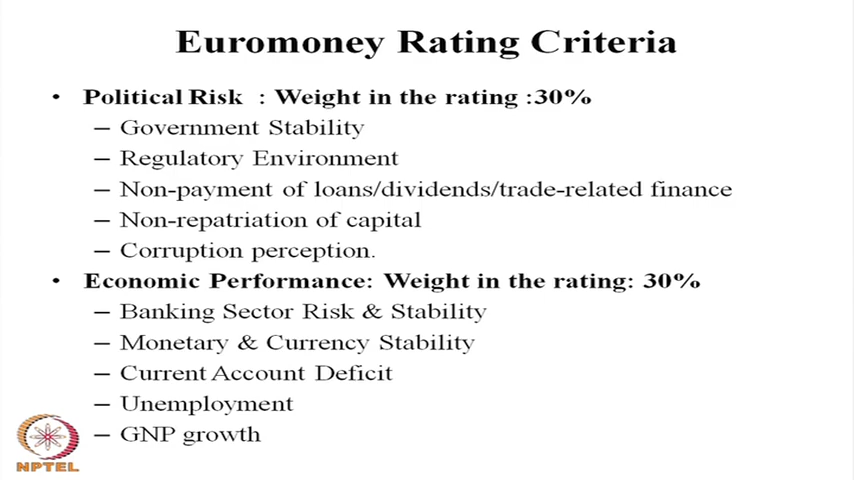 Euromoney Rating Criteria
• Political Risk : Weight in the rating :30%
– Government Stability
– Regulatory Environment
– Non-payment of loans/dividends/trade-related finance
– Non-repatriation of capital
– Corruption perception.
• Economic Performance: Weight in the rating: 30%
– Banking Sector Risk & Stability
– Monetary & Currency Stability
– Current Account Deficit
– Unemployment
– GNP growth
NPTEL